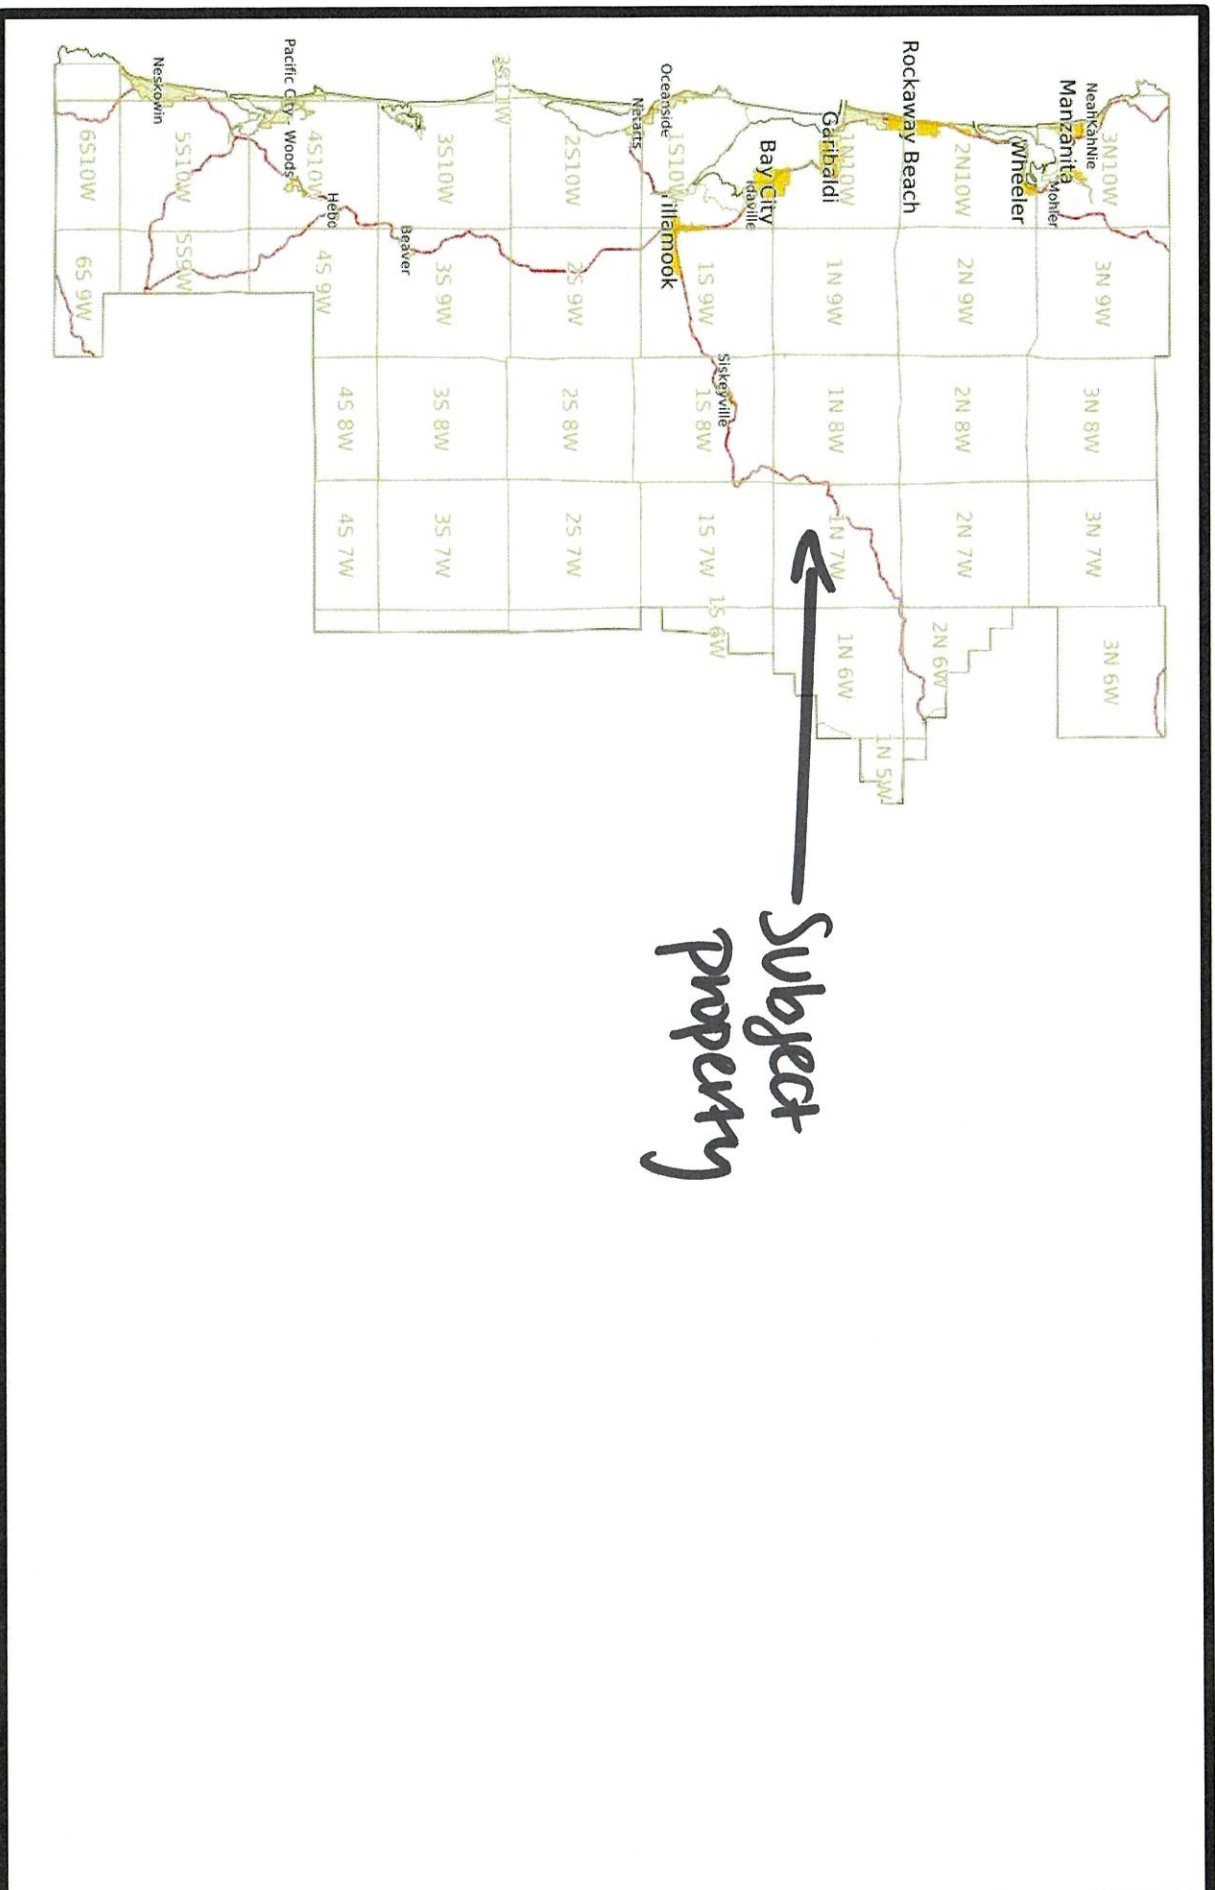 3N10W
3N 9W
3N 8W
3N 7W
3N 6W
NeahKahNie
Manzanita
Mohler
Wheeler
2N10W
2N 9W
2N 8W
2N 7W
2N 6W
Rockaway Beach
1N 5W
1N10W
1N 9W
1N 8W
1N 7W
1N 6W
Garibaldi
Subject
property
Bay City
Idaville
Siskeyville
1S10W
1S 9W
1S 8W
1S 7W
1S 6W
Oceanside
Tillamook
Netarts
2S10W
2S 9W
2S 8W
2S 7W
3S10W
3S 9W
3S 8W
3S 7W
Beaver
Hebo
4S10W
4S 9W
4S 8W
4S 7W
Pacific City - Woods
5S10W
5S9W
Neskowin
6S10W
6S 9W